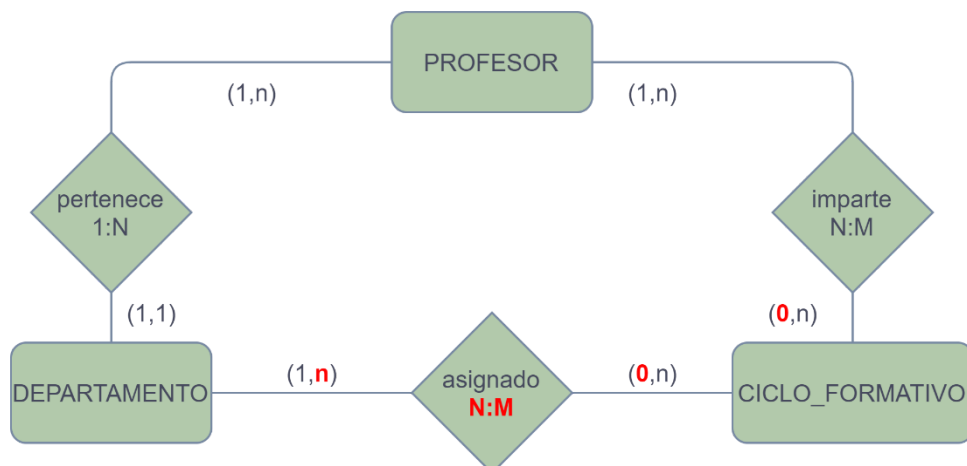 PROFESOR
(1,n)
(1,n)
pertenece
1:N
imparte
N:M
(1,1)
(0,n)
DEPARTAMENTO
(1,n)
asignado
N:M
(0,n)
CICLO_FORMATIVO